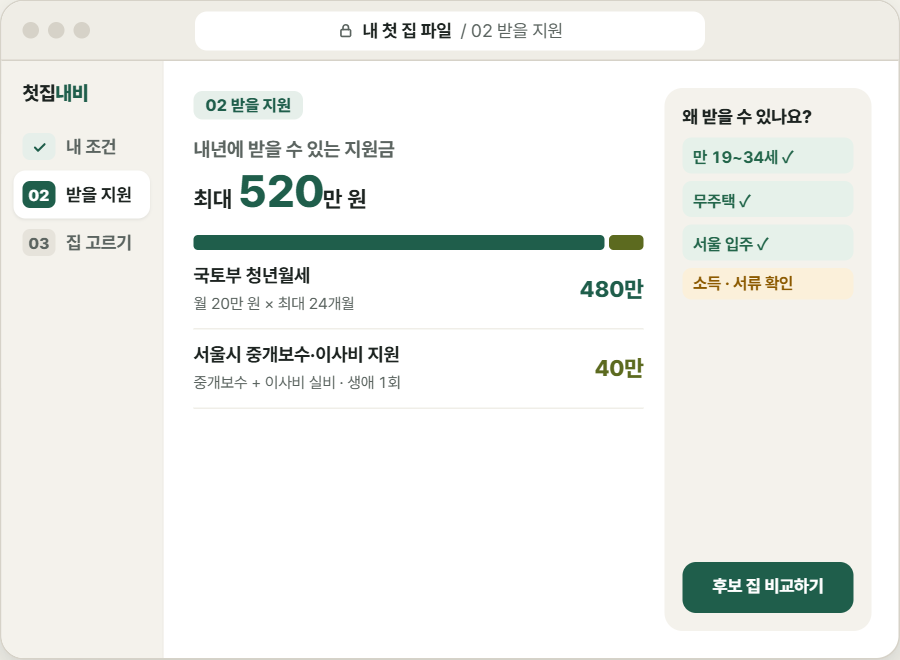 내 첫 집 파일 / 02 받을 지원
첫집내비
✓ 내 조건
02 받을 지원
03 집 고르기
02 받을 지원
내년에 받을 수 있는 지원금
최대 520만 원
국토부 청년월세
월 20만 원 × 최대 24개월
480만
서울시 중개보수·이사비 지원
중개보수 + 이사비 실비 · 생애 1회
40만
왜 받을 수 있나요?
만 19~34세 ✓
무주택 ✓
서울 입주 ✓
소득 · 서류 확인
후보 집 비교하기